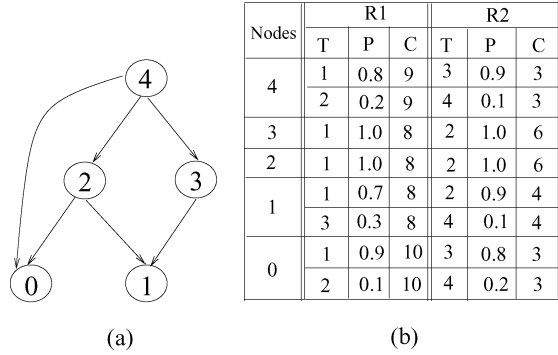 4
2
3
0
1
(a)
Nodes R1 R2
T P C T P C
4 1 0.8 9 3 0.9 3
2 0.2 9 4 0.1 3
3 1 1.0 8 2 1.0 6
2 1 1.0 8 2 1.0 6
1 1 0.7 8 2 0.9 4
3 0.3 8 4 0.1 4
0 1 0.9 10 3 0.8 3
2 0.1 10 4 0.2 3
(b)